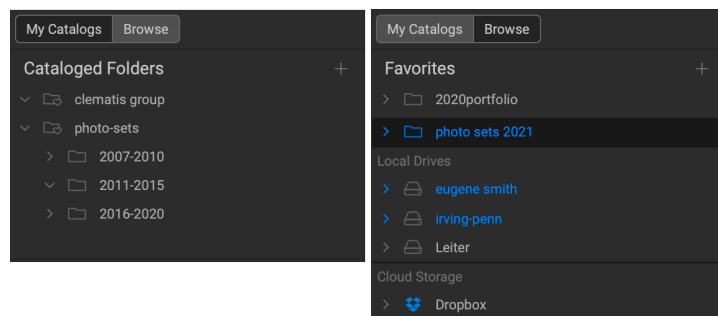 My Catalogs Browse
Cataloged Folders
clematis group
photo-sets
2007-2010
2011-2015
2016-2020
My Catalogs Browse
Favorites
2020portfolio
photo sets 2021
Local Drives
eugene smith
irving-penn
Leiter
Cloud Storage
Dropbox